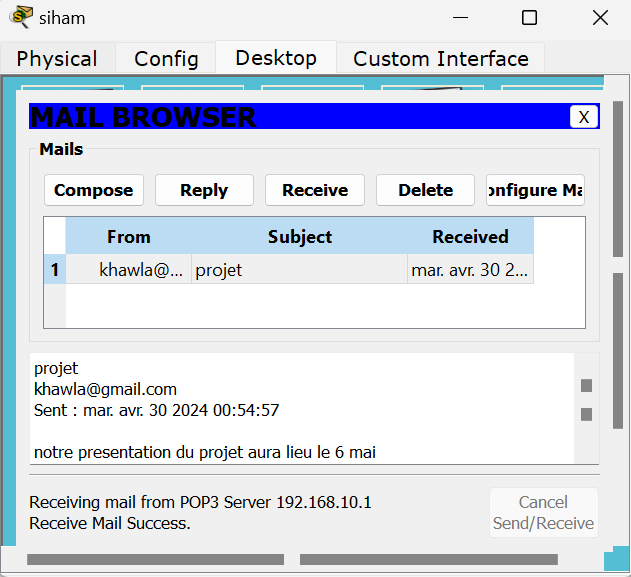 siham
Physical Config Desktop Custom Interface
MAIL BROWSER X
Mails
Compose Reply Receive Delete onfigure Ma
From Subject Received
1 khawla@... projet mar. avr. 30 2...
projet
khawla@gmail.com
Sent : mar. avr. 30 2024 00:54:57
notre presentation du projet aura lieu le 6 mai
Receiving mail from POP3 Server 192.168.10.1
Receive Mail Success.
Cancel
Send/Receive